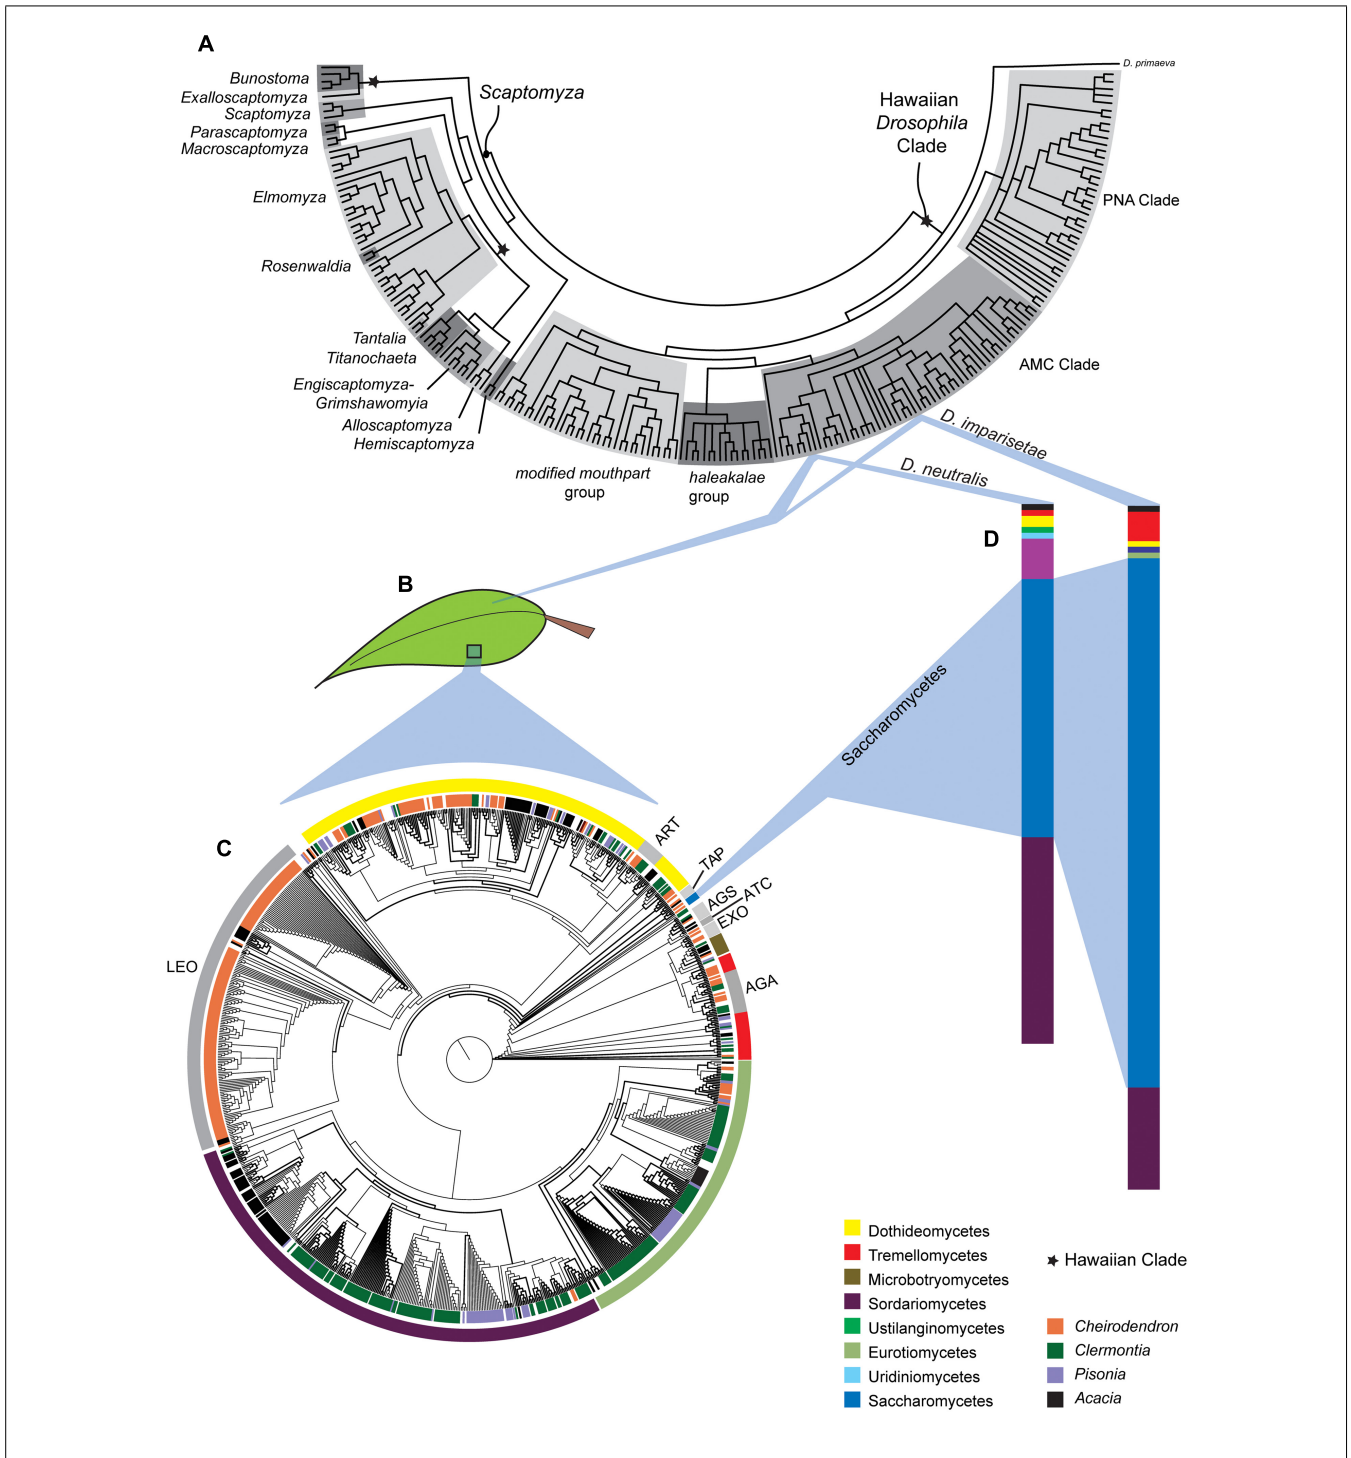 A
Bunostoma
Exalloscaptomyza
Scaptomyza
Parascaptomyza
Macroscaptomyza
Elmomyza
Rosenwaldia
Tantalia
Titanochaeta
Engiscaptomyza-
Grimshawomyia
Alloscaptomyza
Hemiscaptomyza
Scaptomyza
Hawaiian
Drosophila
Clade
D. primaeva
PNA Clade
AMC Clade
modified mouthpart
group
haleakalae
group
D. imparisetae
D. neutralis
D
B
Saccharomycetes
C
ART
TAP
AGS
ATC
EXO
AGA
LEO
Dothideomycetes
Tremellomycetes
Microbotryomycetes
Sordariomycetes
Ustilanginomycetes
Eurotiomycetes
Uridiniomycetes
Saccharomycetes
Hawaiian Clade
Cheirodendron
Clermontia
Pisonia
Acacia